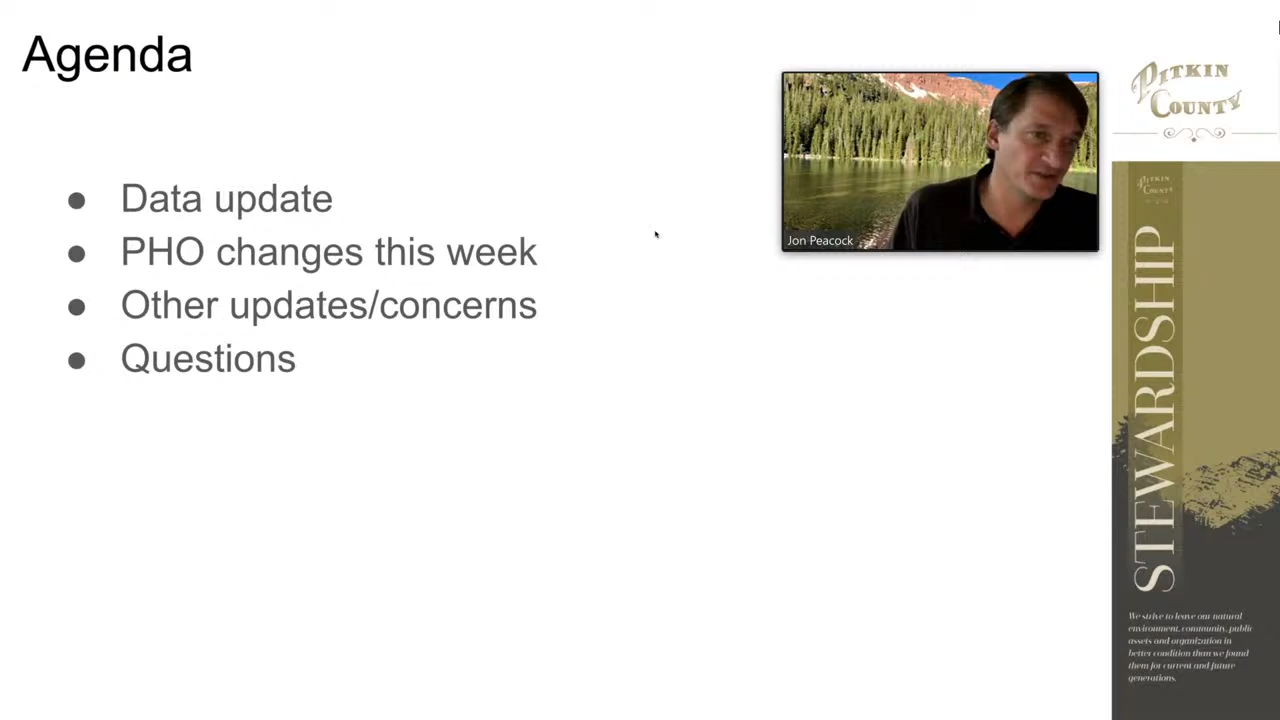 Agenda
● Data update
● PHO changes this week
● Other updates/concerns
● Questions
Jon Peacock
PITKIN
COUNTY
PITKIN
COUNTY
STEWARDSHIP
We strive to leave our natural
environment, community, public
assets and organization in
better condition than we found
them for current and future
generations.